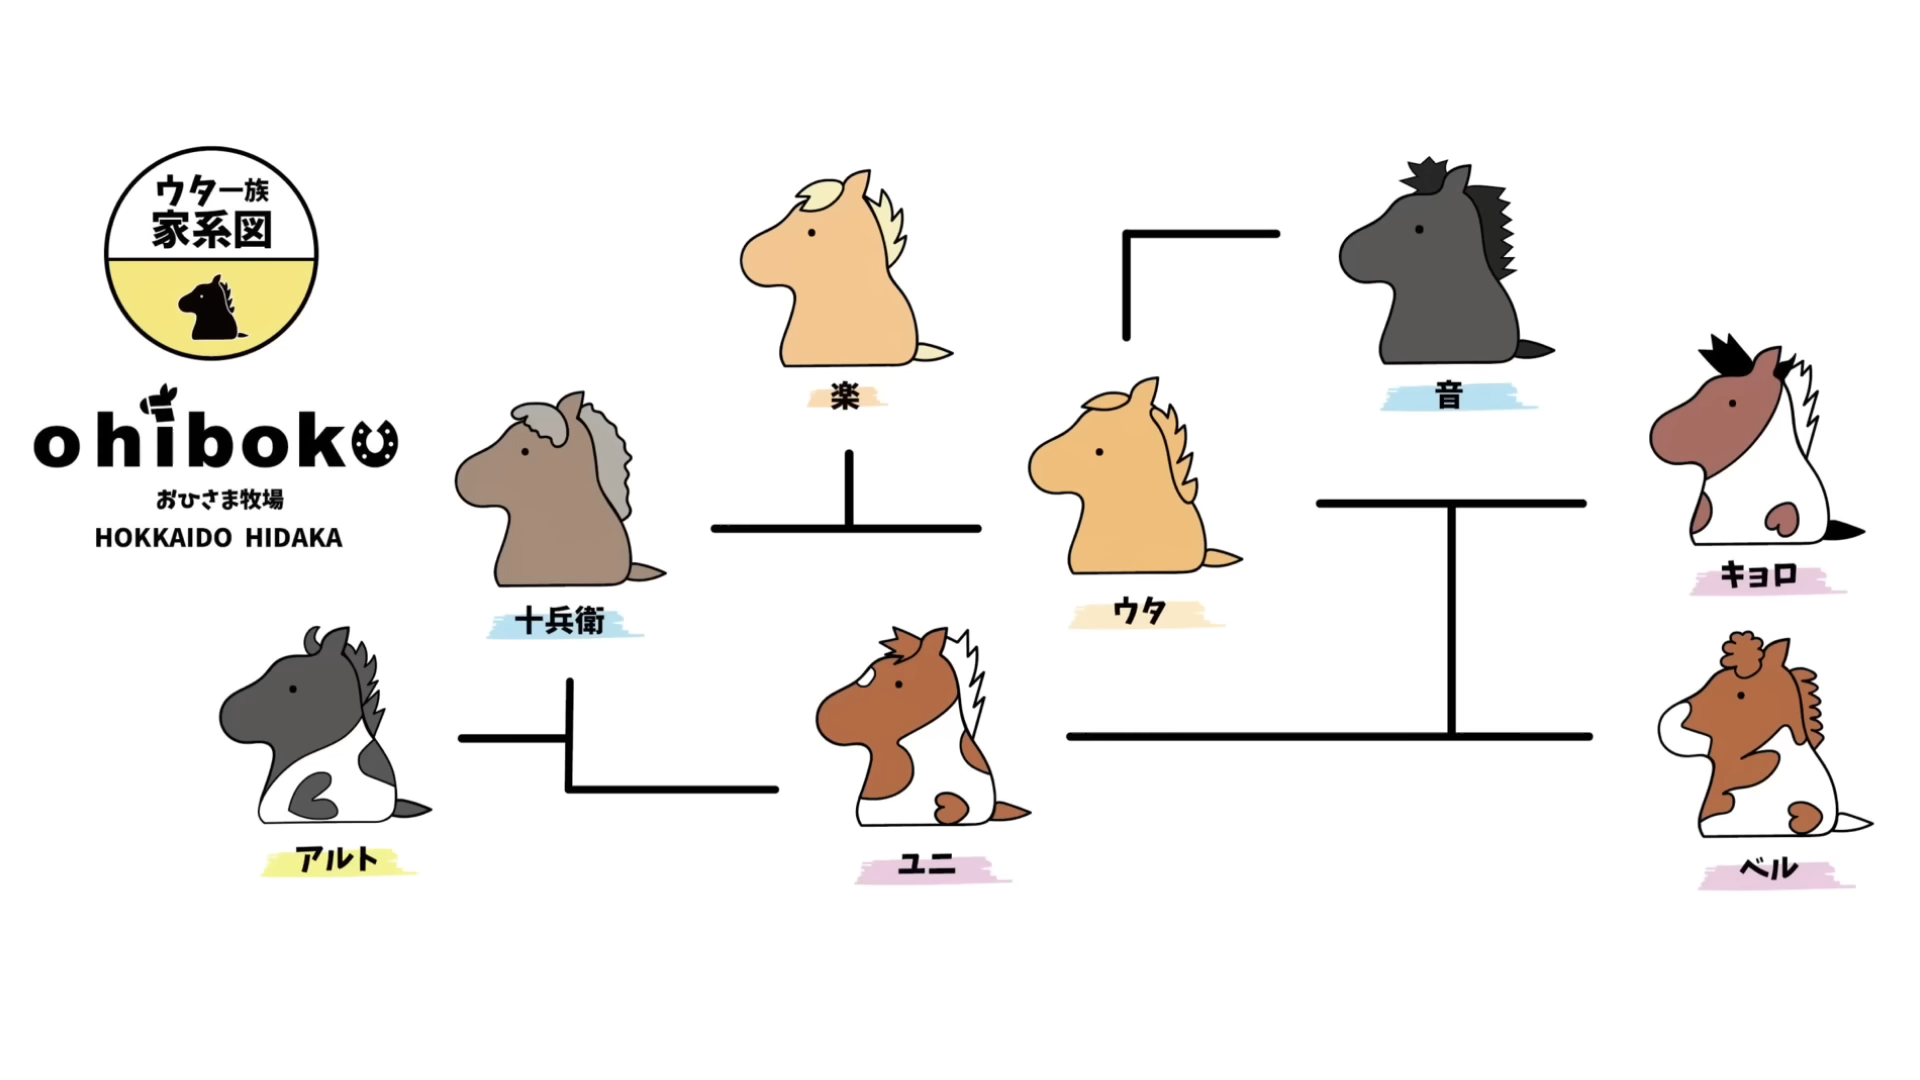 ウタ一族
家系図
ohiboku
おひさま牧場
HOKKAIDO HIDAKA
楽
音
十兵衛
ウタ
キョロ
アルト
ユニ
ベル